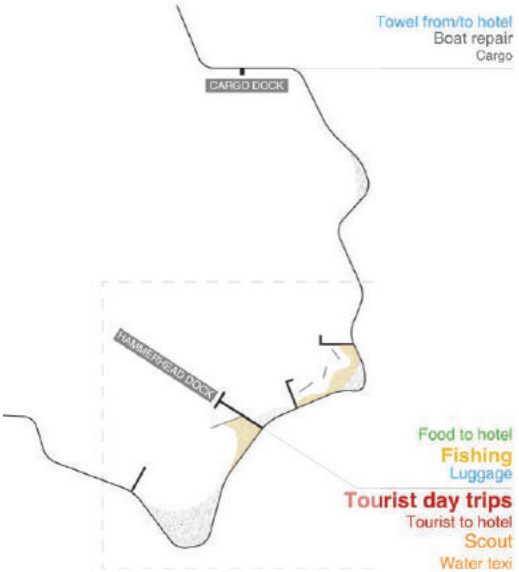 Towel from/to hotel
Boat repair
Cargo
CARGO DOCK
HAMMERHEAD DOCK
Food to hotel
Fishing
Luggage
Tourist day trips
Tourist to hotel
Scout
Water texi